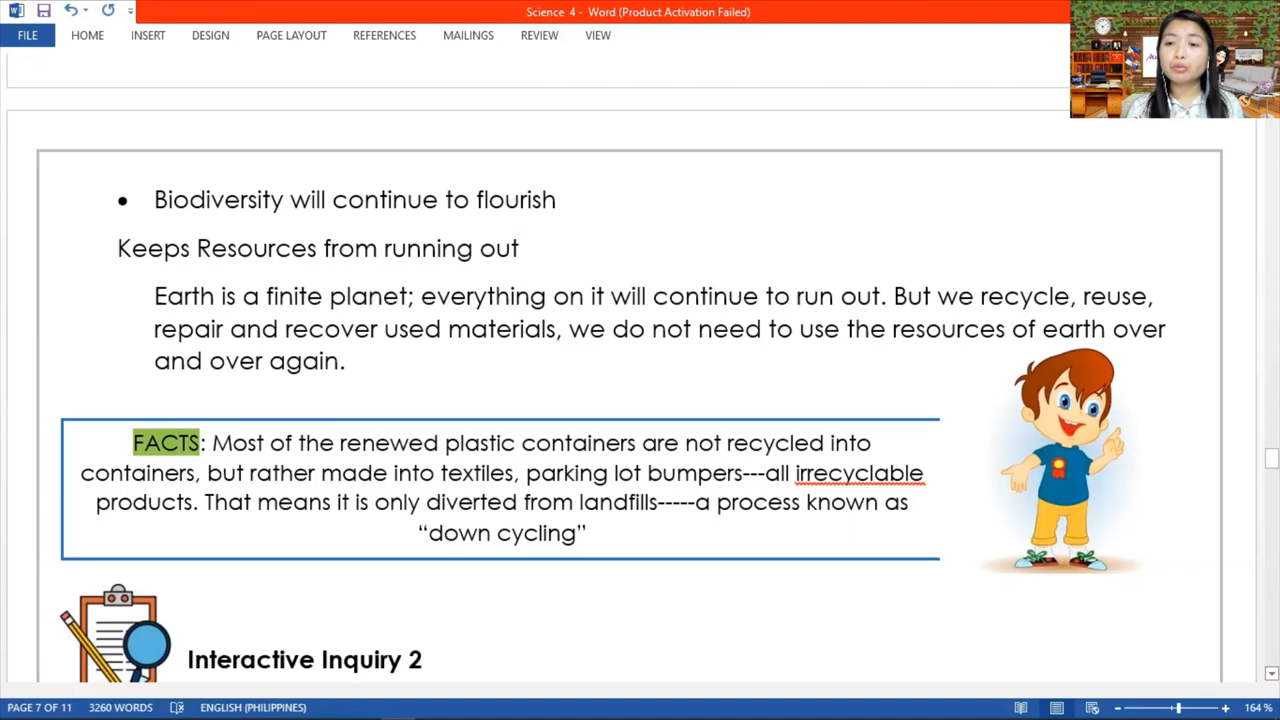 Science 4 - Word (Product Activation Failed)
FILE HOME INSERT DESIGN PAGE LAYOUT REFERENCES MAILINGS REVIEW VIEW
• Biodiversity will continue to flourish
Keeps Resources from running out
Earth is a finite planet; everything on it will continue to run out. But we recycle, reuse,
repair and recover used materials, we do not need to use the resources of earth over
and over again.
FACTS: Most of the renewed plastic containers are not recycled into
containers, but rather made into textiles, parking lot bumpers---all irrecyclable
products. That means it is only diverted from landfills-----a process known as
“down cycling”
Interactive Inquiry 2
PAGE 7 OF 11 3260 WORDS ENGLISH (PHILIPPINES) 164 %